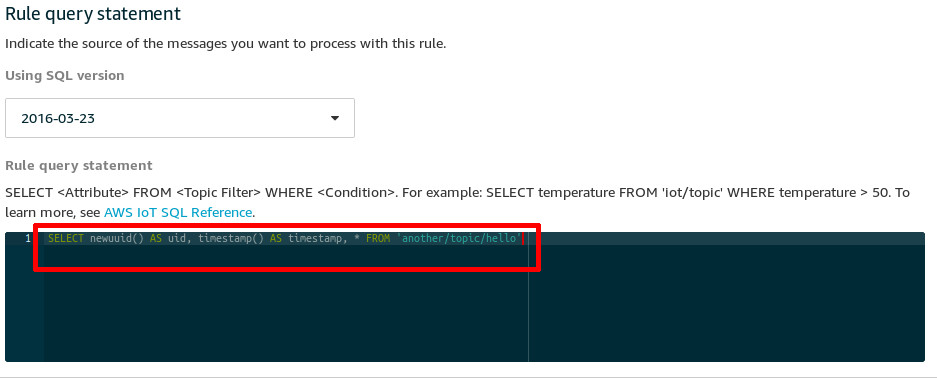 Rule query statement
Indicate the source of the messages you want to process with this rule.
Using SQL version
2016-03-23
Rule query statement
SELECT <Attribute> FROM <Topic Filter> WHERE <Condition>. For example: SELECT temperature FROM 'iot/topic' WHERE temperature > 50. To
learn more, see AWS IoT SQL Reference.
1 SELECT newuuid() AS uid, timestamp() AS timestamp, * FROM 'another/topic/hello'